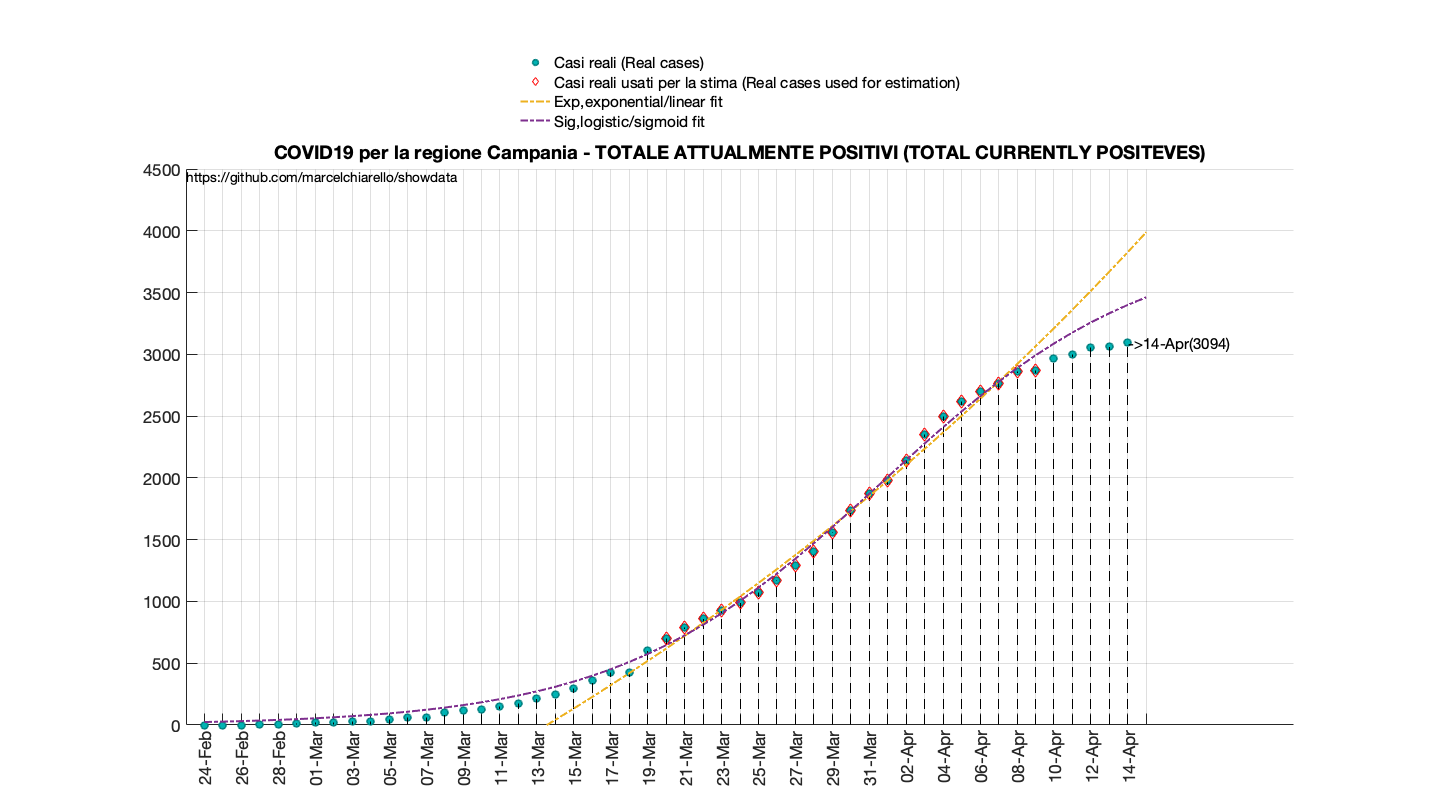 Casi reali (Real cases)
Casi reali usati per la stima (Real cases used for estimation)
Exp,exponential/linear fit
Sig,logistic/sigmoid fit
COVID19 per la regione Campania - TOTALE ATTUALMENTE POSITIVI (TOTAL CURRENTLY POSITEVES)
https://github.com/marcelchiarello/showdata
4500
4000
3500
3000
2500
2000
1500
1000
500
0
>14-Apr(3094)
24-Feb
26-Feb
28-Feb
01-Mar
03-Mar
05-Mar
07-Mar
09-Mar
11-Mar
13-Mar
15-Mar
17-Mar
19-Mar
21-Mar
23-Mar
25-Mar
27-Mar
29-Mar
31-Mar
02-Apr
04-Apr
06-Apr
08-Apr
10-Apr
12-Apr
14-Apr